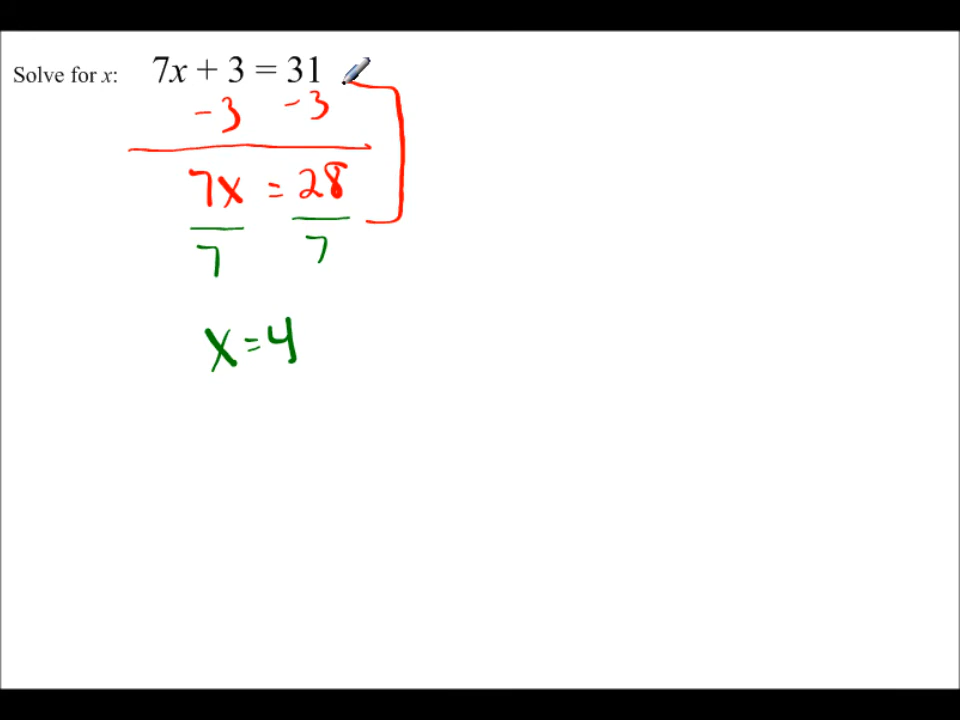 Solve for x: 7x + 3 = 31
-3 -3
7x = 28
7 7
x=4